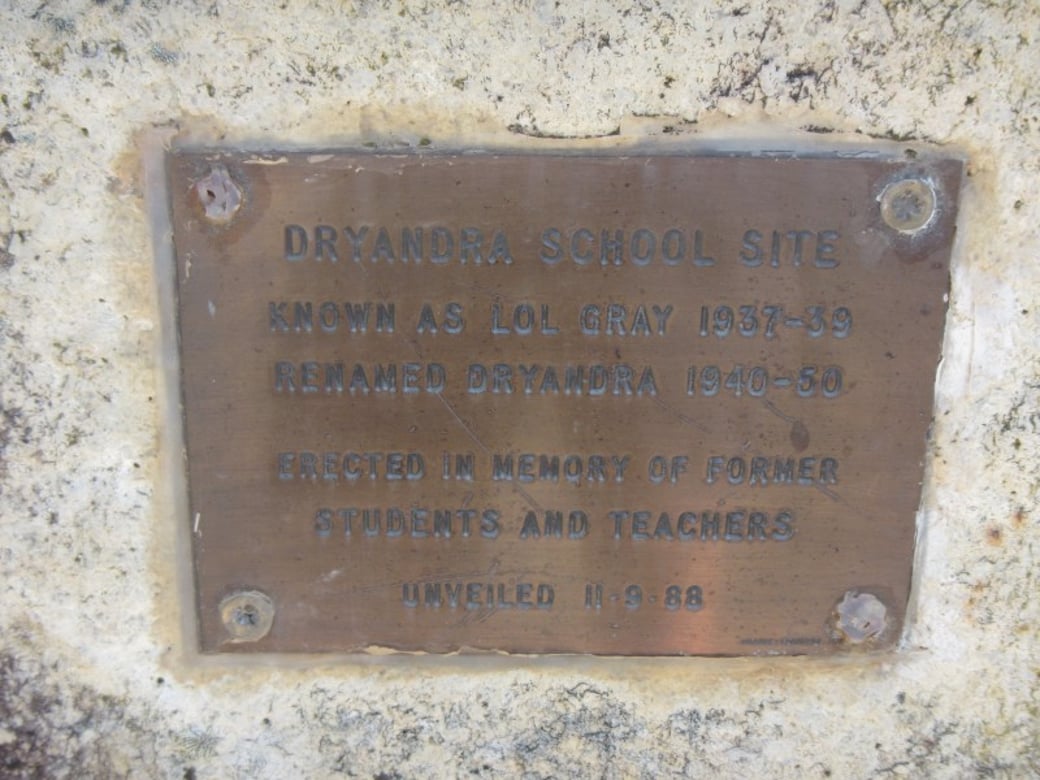 DRYANDRA SCHOOL SITE
KNOWN AS LOL GRAY 1937-39
RENAMED DRYANDRA 1940-50
ERECTED IN MEMORY OF FORMER
STUDENTS AND TEACHERS
UNVEILED 11-9-88